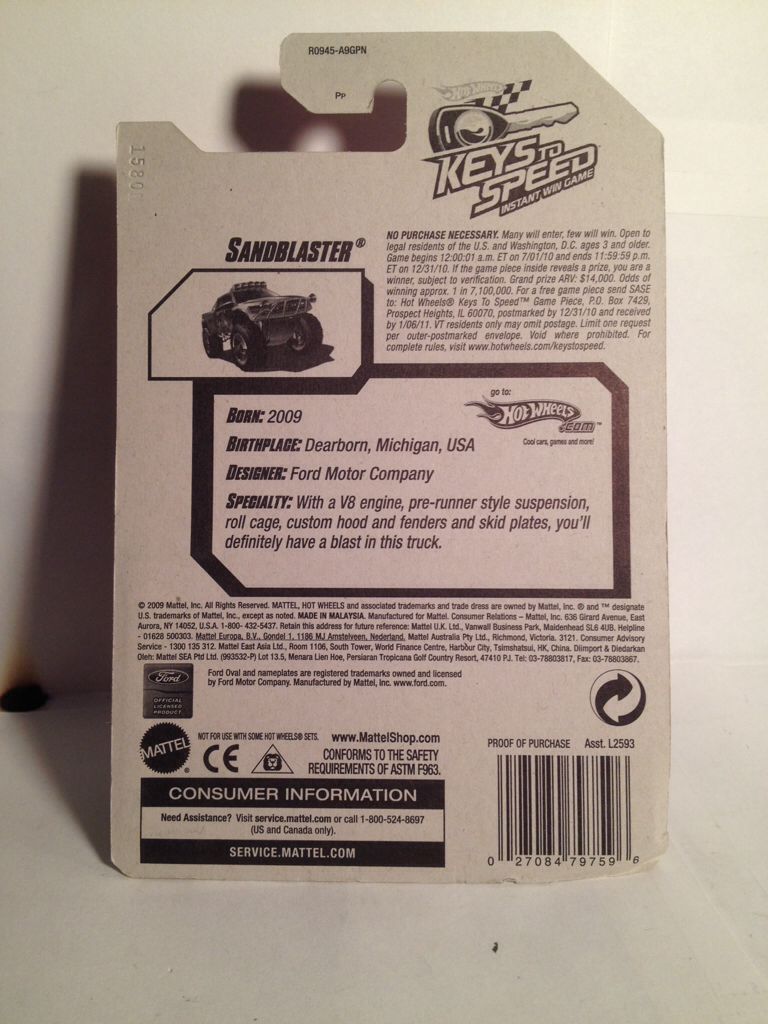 R0945-A9GPN
Pp
1580
HOT WHEELS
KEYS TO
SPEED™
INSTANT WIN GAME
SANDBLASTER®
NO PURCHASE NECESSARY. Many will enter, few will win. Open to
legal residents of the U.S. and Washington, D.C. ages 3 and older.
Game begins 12:00:01 a.m. ET on 7/01/10 and ends 11:59:59 p.m.
ET on 12/31/10. If the game piece inside reveals a prize, you are a
winner, subject to verification. Grand prize ARV: $14,000. Odds of
winning approx. 1 in 7,100,000. For a free game piece send SASE
to: Hot Wheels® Keys To Speed™ Game Piece, P.O. Box 7429,
Prospect Heights, IL 60070, postmarked by 12/31/10 and received
by 1/06/11. VT residents only may omit postage. Limit one request
per outer-postmarked envelope. Void where prohibited. For
complete rules, visit www.hotwheels.com/keystospeed.
go to:
HOT WHEELS™
.COM
Cool cars, games and more!
BORN: 2009
BIRTHPLACE: Dearborn, Michigan, USA
DESIGNER: Ford Motor Company
SPECIALTY: With a V8 engine, pre-runner style suspension,
roll cage, custom hood and fenders and skid plates, you'll
definitely have a blast in this truck.
© 2009 Mattel, Inc. All Rights Reserved. MATTEL, HOT WHEELS and associated trademarks and trade dress are owned by Mattel, Inc. ® and ™ designate
U.S. trademarks of Mattel, Inc., except as noted. MADE IN MALAYSIA. Manufactured for Mattel. Consumer Relations – Mattel, Inc. 636 Girard Avenue, East
Aurora, NY 14052, U.S.A. 1-800- 432-5437. Retain this address for future reference: Mattel U.K. Ltd., Vanwall Business Park, Maidenhead SL6 4UB. Helpline
- 01628 500303. Mattel Europa, B.V., Gondel 1, 1186 MJ Amstelveen, Nederland. Mattel Australia Pty Ltd., Richmond, Victoria. 3121. Consumer Advisory
Service - 1300 135 312. Mattel East Asia Ltd., Room 1106, South Tower, World Finance Centre, Harbour City, Tsimshatsui, HK, China. Diimport & Diedarkan
Oleh: Mattel SEA Ptd Ltd. (993532-P) Lot 13.5, Menara Lien Hoe, Persiaran Tropicana Golf Country Resort, 47410 PJ. Tel: 03-78803817, Fax: 03-78803867.
Ford
OFFICIAL
LICENSED
PRODUCT
Ford Oval and nameplates are registered trademarks owned and licensed
by Ford Motor Company. Manufactured by Mattel, Inc. www.ford.com.
MATTEL®
NOT FOR USE WITH SOME HOT WHEELS® SETS.
CE
www.MattelShop.com
CONFORMS TO THE SAFETY
REQUIREMENTS OF ASTM F963.
PROOF OF PURCHASE Asst. L2593
CONSUMER INFORMATION
Need Assistance? Visit service.mattel.com or call 1-800-524-8697
(US and Canada only).
SERVICE.MATTEL.COM
0 27084 79759 6